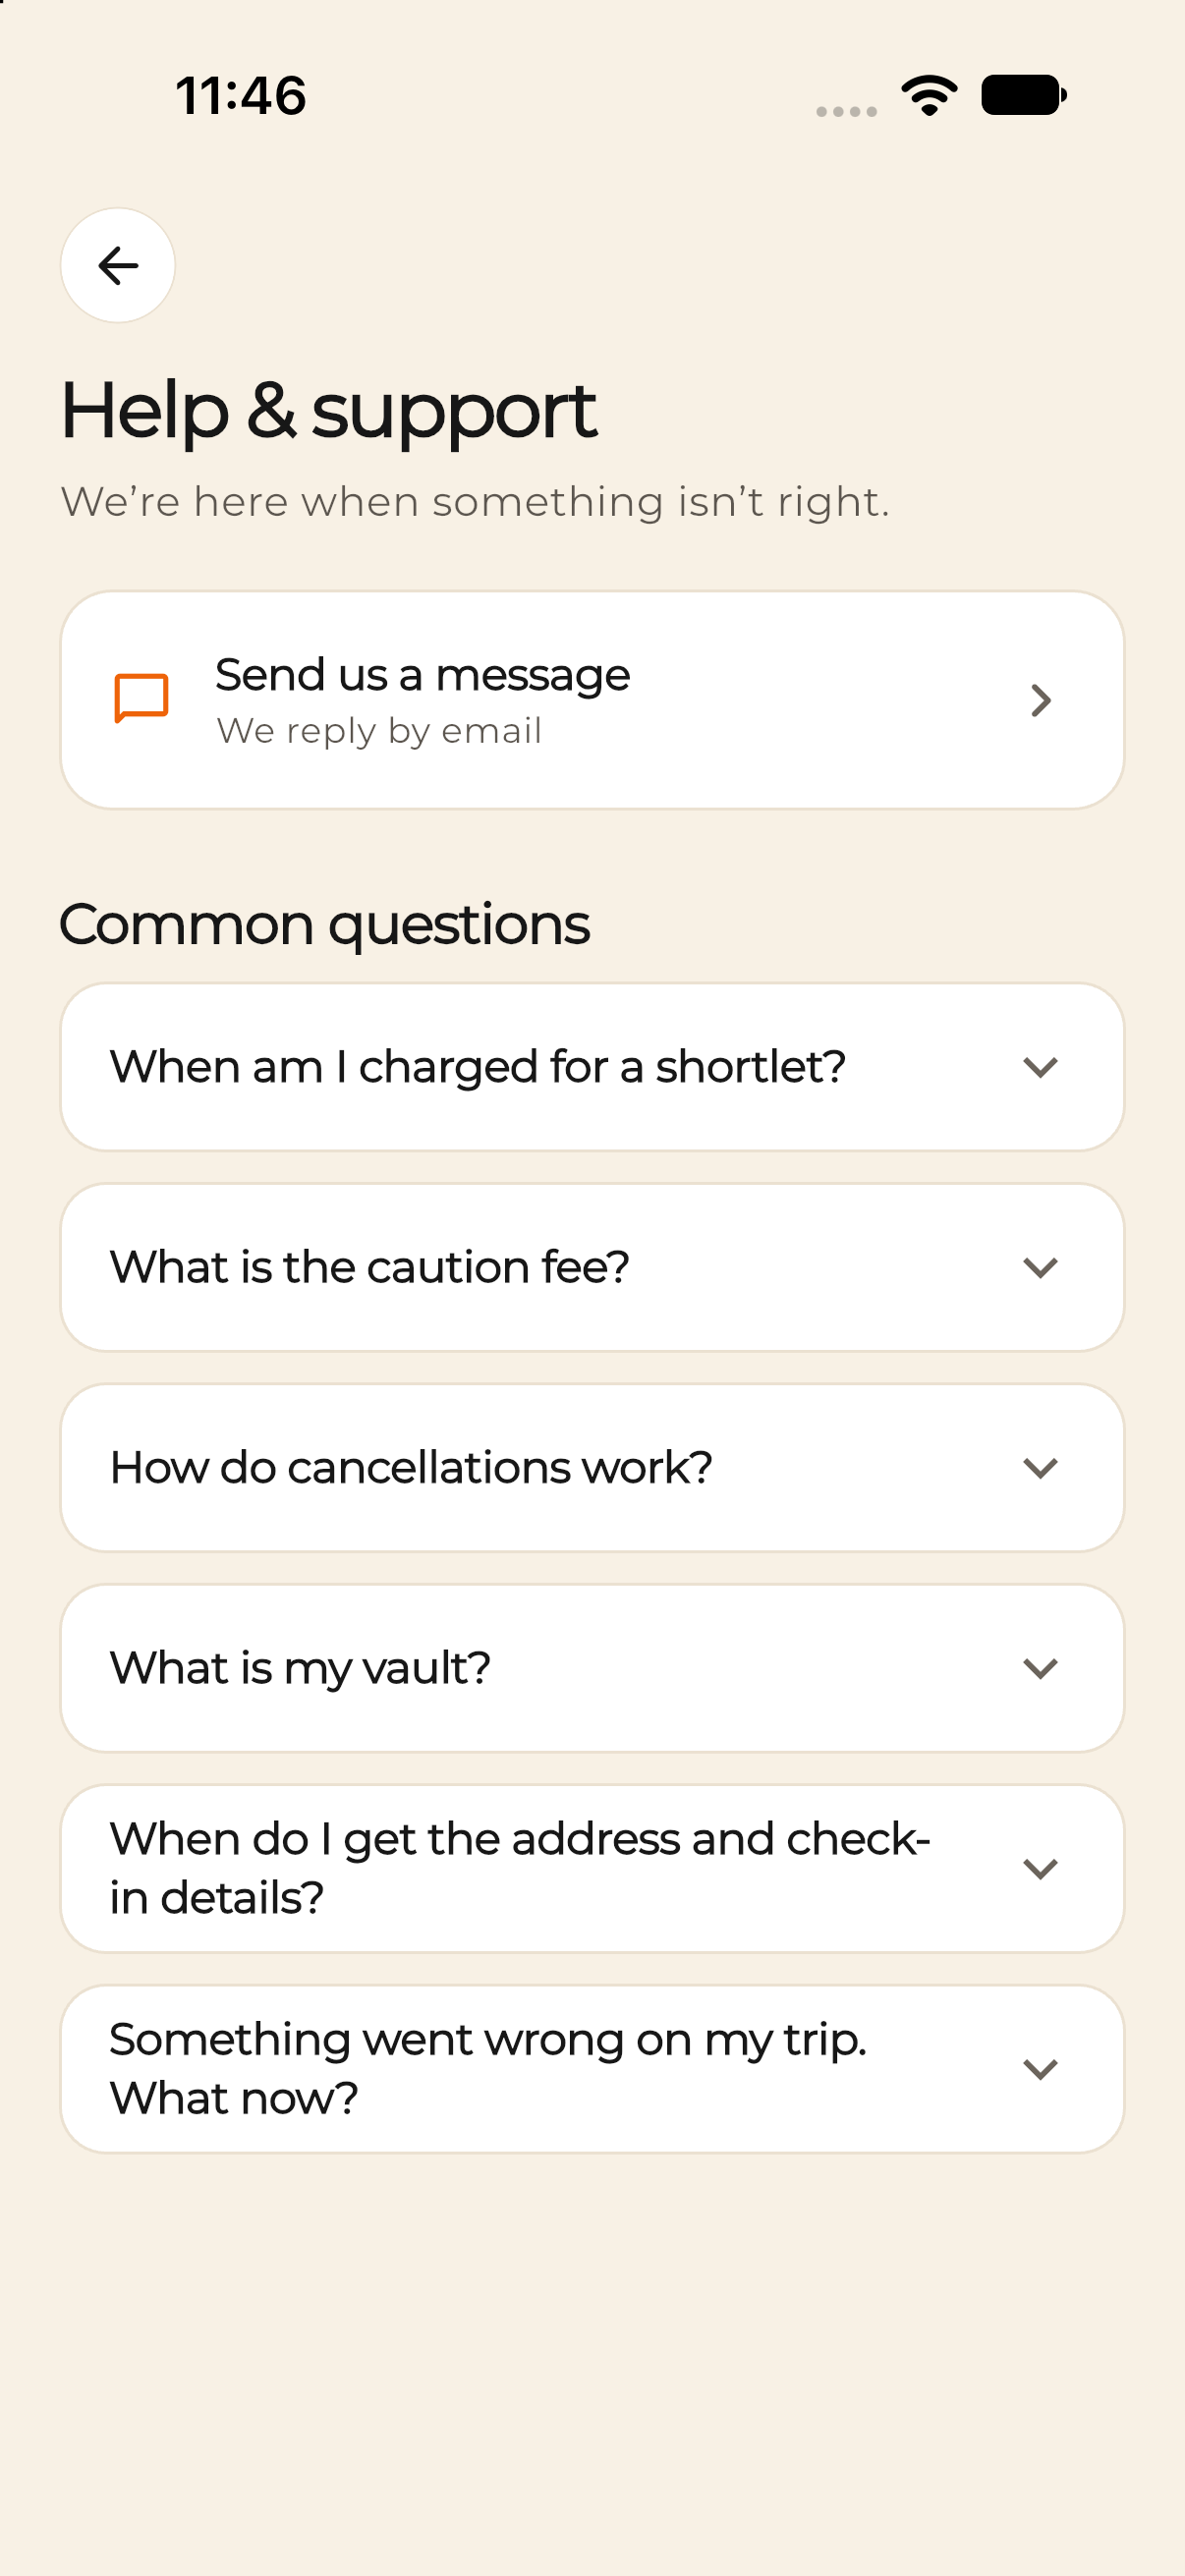 11:46
Help & support
We’re here when something isn’t right.
Send us a message
We reply by email
Common questions
When am I charged for a shortlet?
What is the caution fee?
How do cancellations work?
What is my vault?
When do I get the address and check-
in details?
Something went wrong on my trip.
What now?